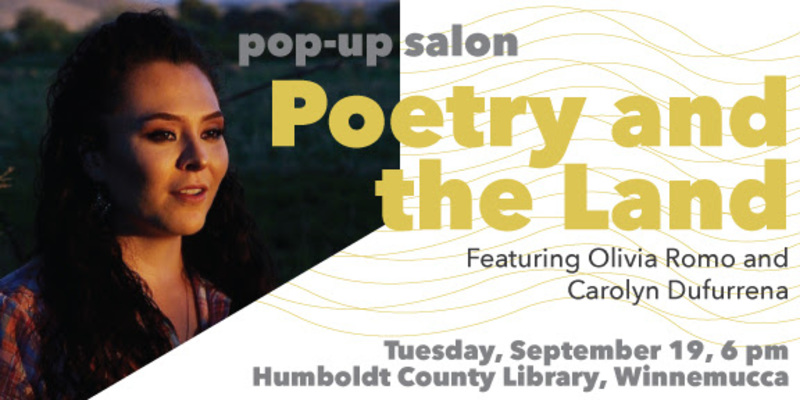 pop-up salon
Poetry and
the Land
Featuring Olivia Romo and
Carolyn Dufurrena
Tuesday, September 19, 6 pm
Humboldt County Library, Winnemucca